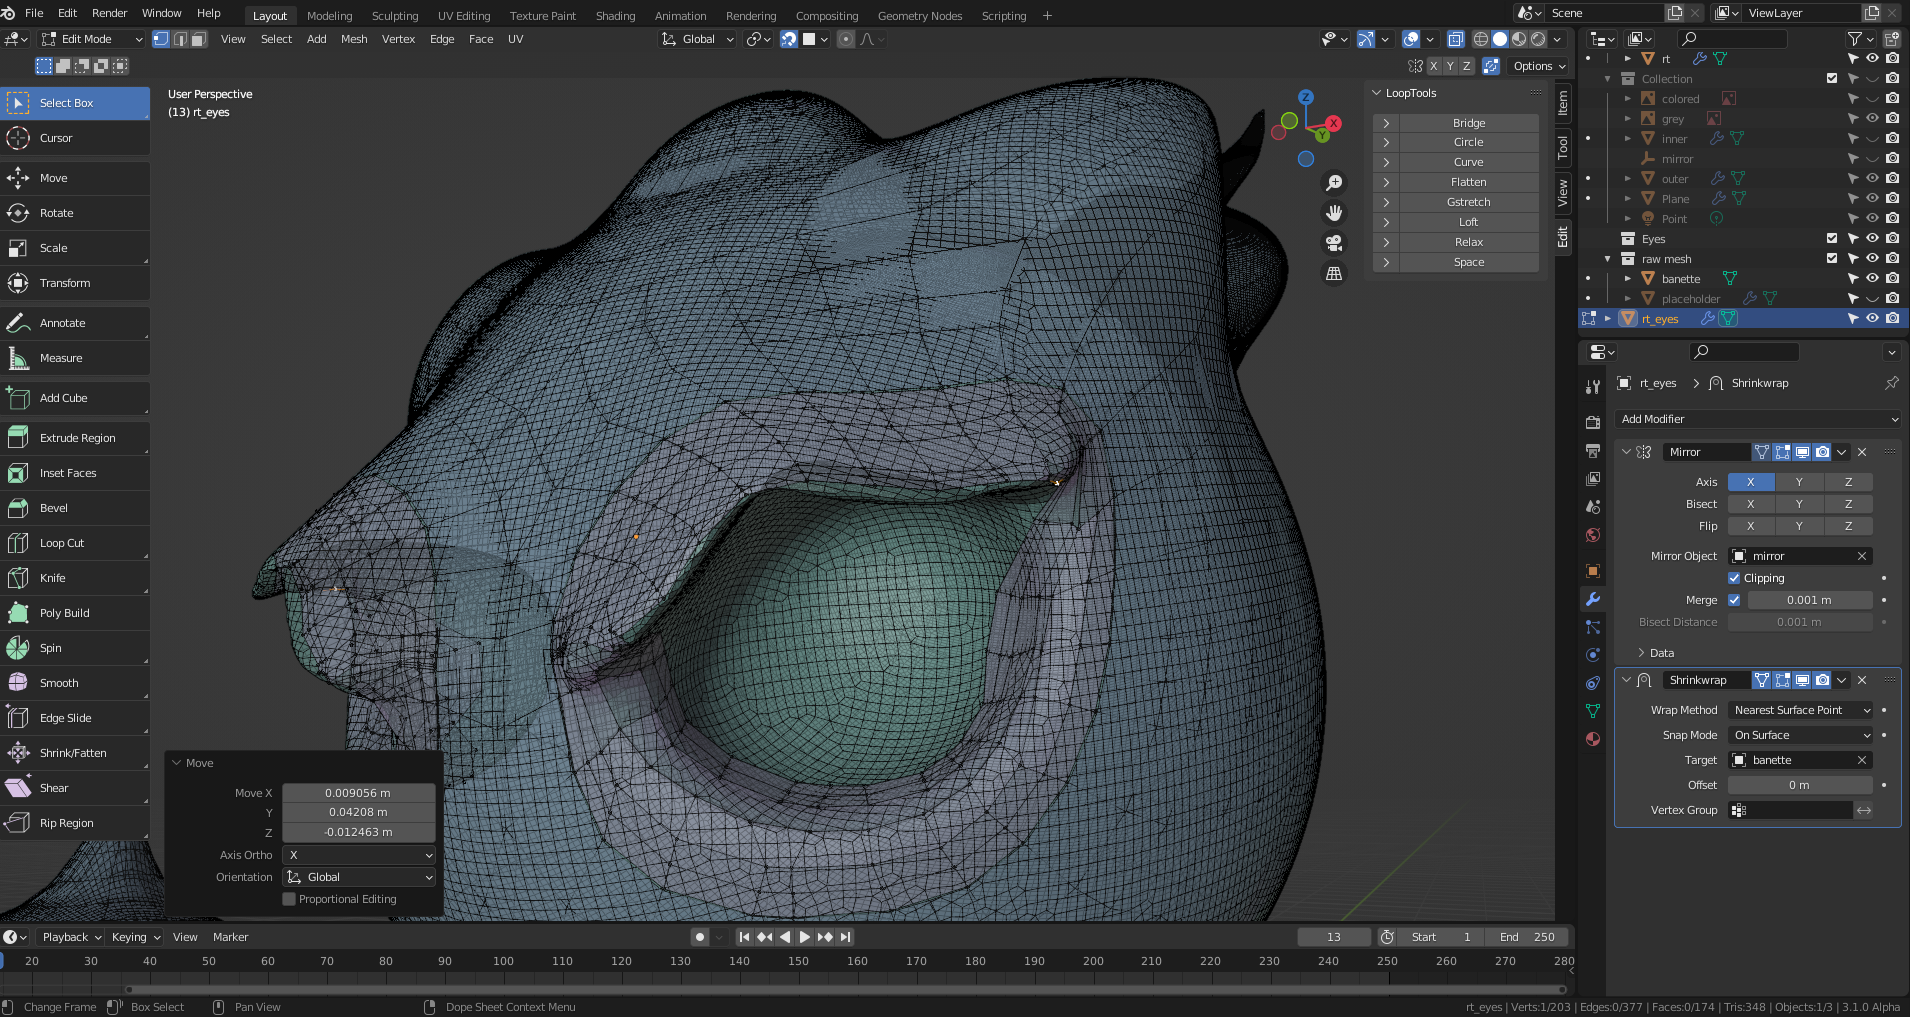 File Edit Render Window Help Layout Modeling Sculpting UV Editing Texture Paint Shading Animation Rendering Compositing Geometry Nodes Scripting + Scene ViewLayer
Edit Mode View Select Add Mesh Vertex Edge Face UV Global
X Y Z Options
User Perspective
(13) rt_eyes
Select Box
Cursor
Move
Rotate
Scale
Transform
Annotate
Measure
Add Cube
Extrude Region
Inset Faces
Bevel
Loop Cut
Knife
Poly Build
Spin
Smooth
Edge Slide
Shrink/Fatten
Shear
Rip Region
Z
X
Y
LoopTools
Bridge
Circle
Curve
Flatten
Gstretch
Loft
Relax
Space
Item
Tool
View
Edit
rt
Collection
colored
grey
inner
mirror
outer
Plane
Point
Eyes
raw mesh
banette
placeholder
rt_eyes
rt_eyes > Shrinkwrap
Add Modifier
Mirror
Axis X Y Z
Bisect X Y Z
Flip X Y Z
Mirror Object mirror
Clipping
Merge 0.001 m
Bisect Distance 0.001 m
Data
Shrinkwrap
Wrap Method Nearest Surface Point
Snap Mode On Surface
Target banette
Offset 0 m
Vertex Group
Move
Move X 0.009056 m
Y 0.04208 m
Z -0.012463 m
Axis Ortho X
Orientation Global
Proportional Editing
Playback Keying View Marker 13 Start 1 End 250
20 30 40 50 60 70 80 90 100 110 120 130 140 150 160 170 180 190 200 210 220 230 240 250 260 270 280
Change Frame Box Select Pan View Dope Sheet Context Menu rt_eyes | Verts:1/203 | Edges:0/377 | Faces:0/174 | Tris:348 | Objects:1/3 | 3.1.0 Alpha